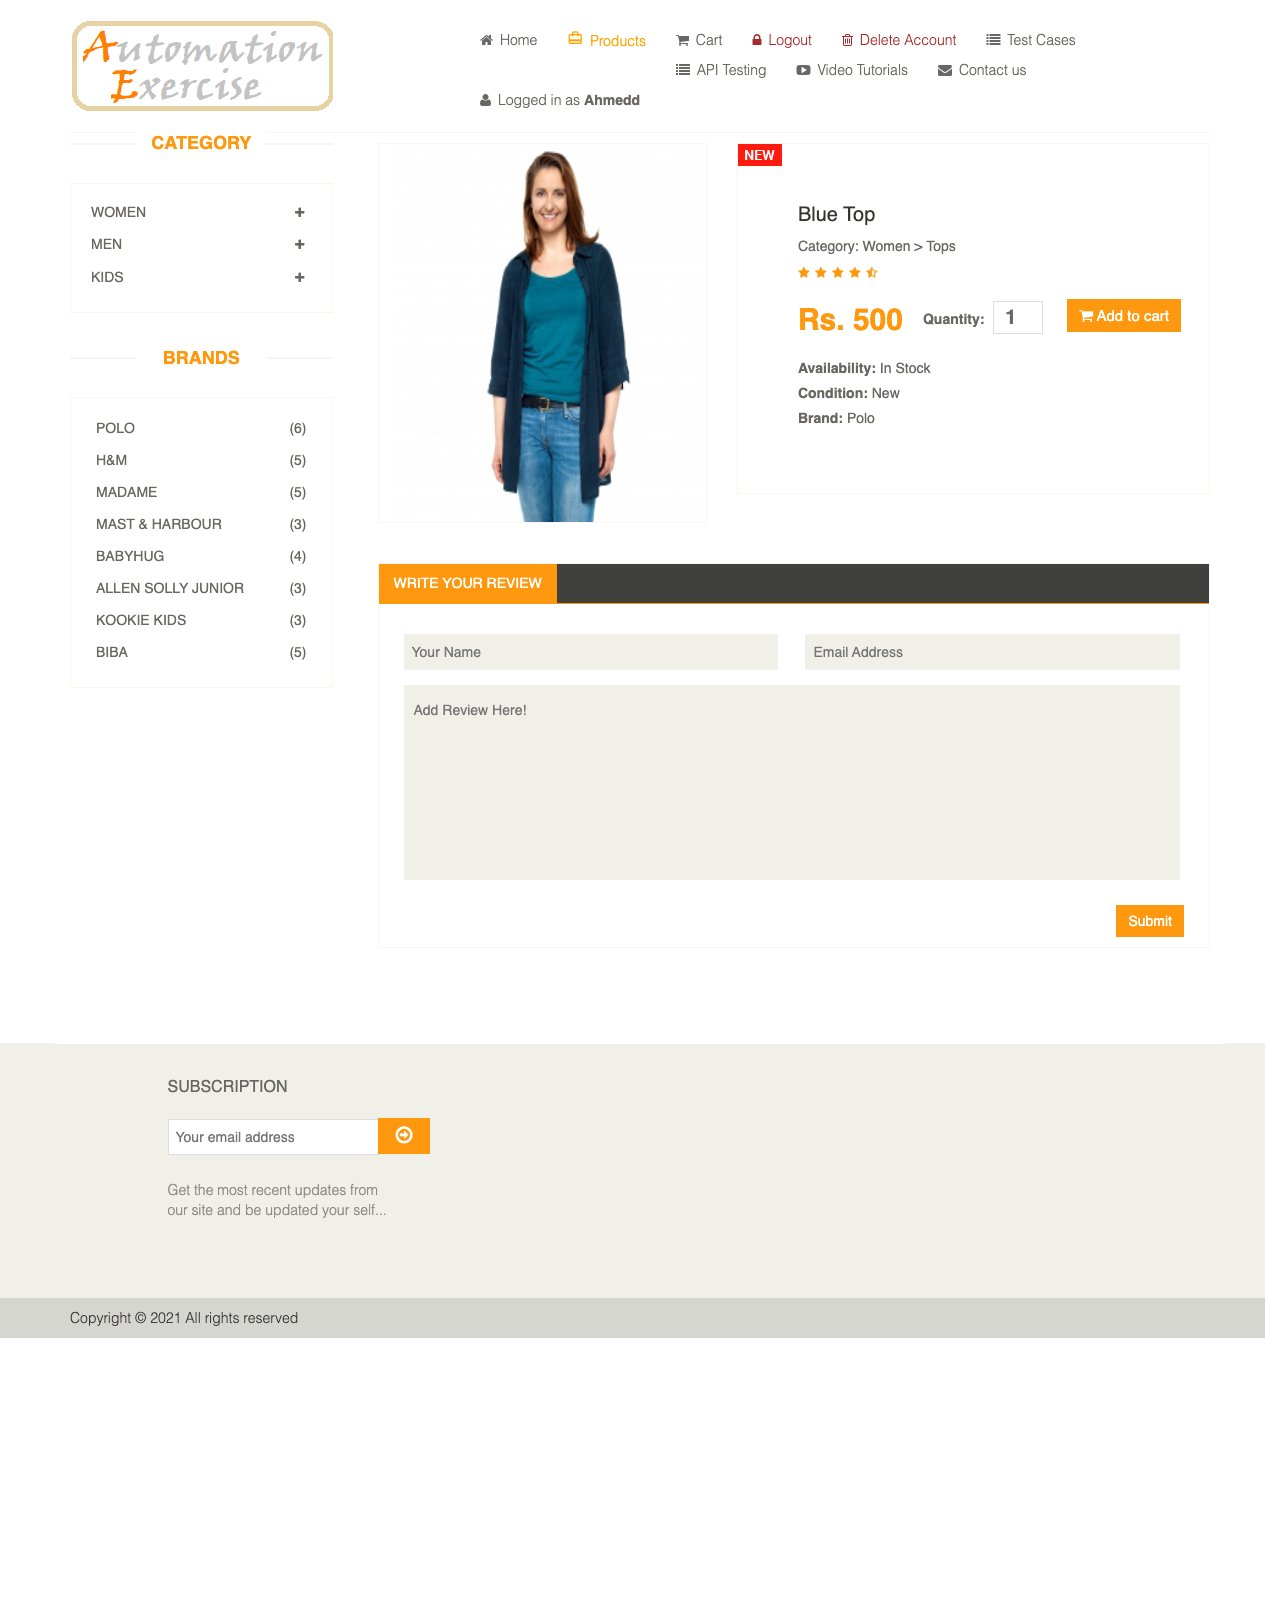 Automation
Exercise
Home
Products
Cart
Logout
Delete Account
Test Cases
API Testing
Video Tutorials
Contact us
Logged in as Ahmedd
CATEGORY
WOMEN
MEN
KIDS
BRANDS
POLO (6)
H&M (5)
MADAME (5)
MAST & HARBOUR (3)
BABYHUG (4)
ALLEN SOLLY JUNIOR (3)
KOOKIE KIDS (3)
BIBA (5)
NEW
Blue Top
Category: Women > Tops
Rs. 500 Quantity: 1 Add to cart
Availability: In Stock
Condition: New
Brand: Polo
WRITE YOUR REVIEW
Your Name
Email Address
Add Review Here!
Submit
SUBSCRIPTION
Your email address
Get the most recent updates from
our site and be updated your self...
Copyright © 2021 All rights reserved